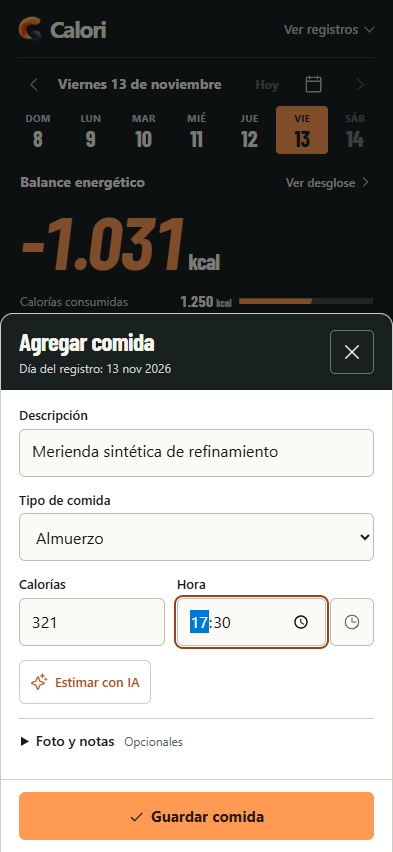 Calori
Ver registros
Viernes 13 de noviembre
Hoy
DOM LUN MAR MIÉ JUE VIE SÁB
8 9 10 11 12 13 14
Balance energético
Ver desglose
-1.031 kcal
Calorías consumidas
1.250 kcal
Agregar comida
Día del registro: 13 nov 2026
Descripción
Merienda sintética de refinamiento
Tipo de comida
Almuerzo
Calorías
Hora
321
17:30
Estimar con IA
Foto y notas
Opcionales
Guardar comida